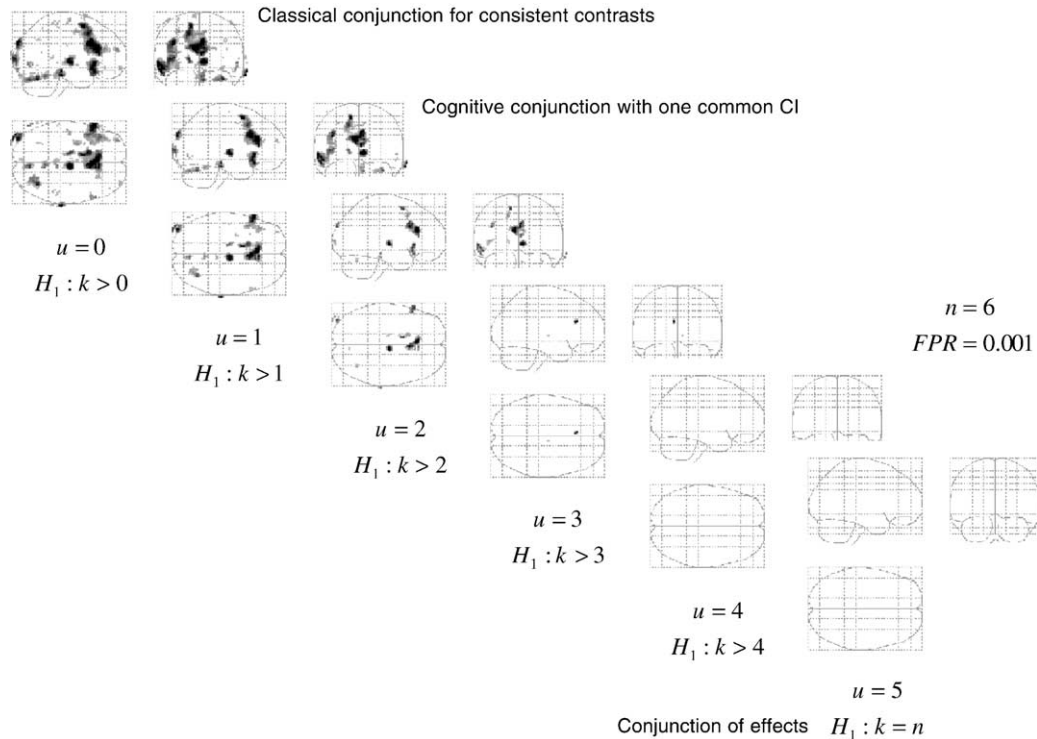 Classical conjunction for consistent contrasts
Cognitive conjunction with one common CI
u = 0
H₁ : k > 0
u = 1
H₁ : k > 1
u = 2
H₁ : k > 2
n = 6
FPR = 0.001
u = 3
H₁ : k > 3
u = 4
H₁ : k > 4
u = 5
Conjunction of effects H₁ : k = n